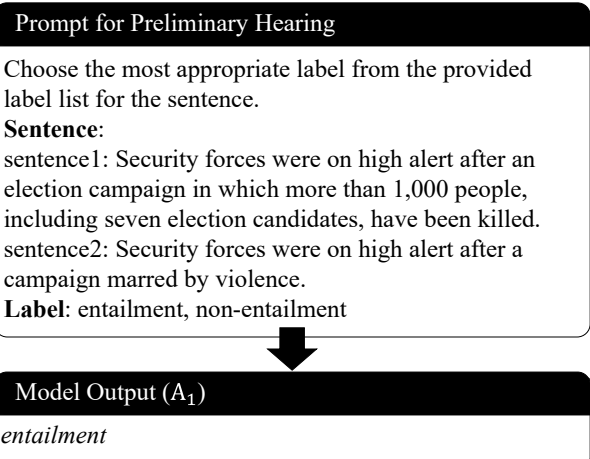 Prompt for Preliminary Hearing
Choose the most appropriate label from the provided
label list for the sentence.
Sentence:
sentence1: Security forces were on high alert after an
election campaign in which more than 1,000 people,
including seven election candidates, have been killed.
sentence2: Security forces were on high alert after a
campaign marred by violence.
Label: entailment, non-entailment
Model Output (A₁)
entailment